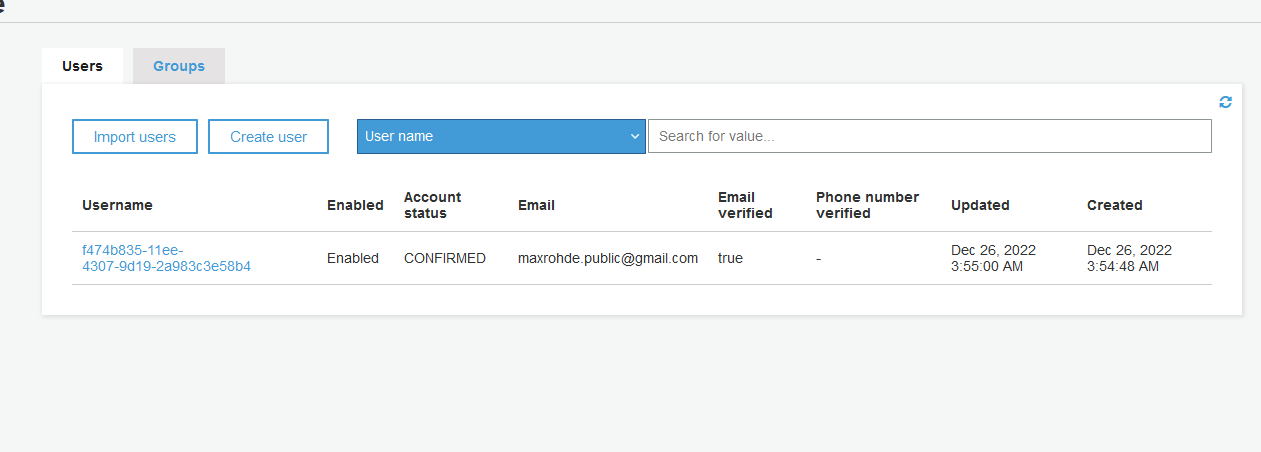 e
Users
Groups
Import users
Create user
User name
Search for value...
Username
Enabled
Account
status
Email
Email
verified
Phone number
verified
Updated
Created
f474b835-11ee-
4307-9d19-2a983c3e58b4
Enabled
CONFIRMED
maxrohde.public@gmail.com
true
-
Dec 26, 2022
3:55:00 AM
Dec 26, 2022
3:54:48 AM